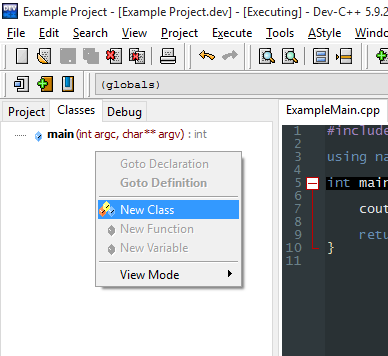 Example Project - [Example Project.dev] - [Executing] - Dev-C++ 5.9.2
File Edit Search View Project Execute Tools AStyle Window
(globals)
Project Classes Debug
ExampleMain.cpp
main (int argc, char** argv) : int
Goto Declaration
Goto Definition
New Class
New Function
New Variable
View Mode
1 #include
2
3 using na
4
5 int main
6
7 cout
8
9 retu
10 }
11